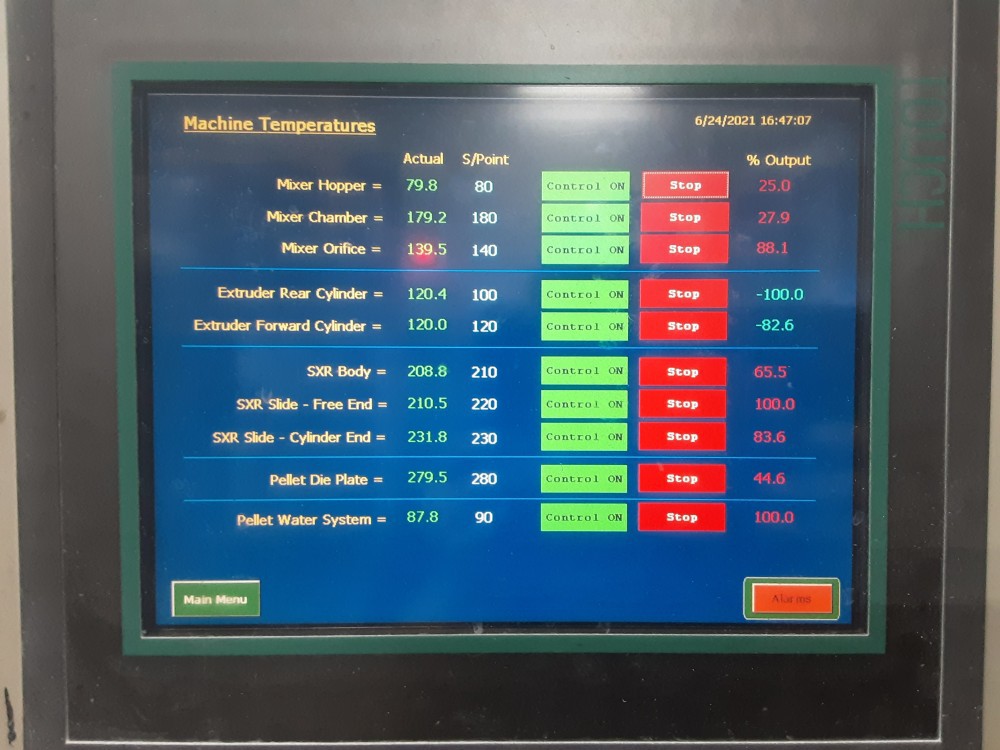 Machine Temperatures 6/24/2021 16:47:07
Actual S/Point % Output
Mixer Hopper = 79.8 80 Control ON Stop 25.0
Mixer Chamber = 179.2 180 Control ON Stop 27.9
Mixer Orifice = 139.5 140 Control ON Stop 88.1
Extruder Rear Cylinder = 120.4 100 Control ON Stop -100.0
Extruder Forward Cylinder = 120.0 120 Control ON Stop -82.6
SXR Body = 208.8 210 Control ON Stop 65.5
SXR Slide - Free End = 210.5 220 Control ON Stop 100.0
SXR Slide - Cylinder End = 231.8 230 Control ON Stop 83.6
Pellet Die Plate = 279.5 280 Control ON Stop 44.6
Pellet Water System = 87.8 90 Control ON Stop 100.0
Main Menu Alarms
TOUCH